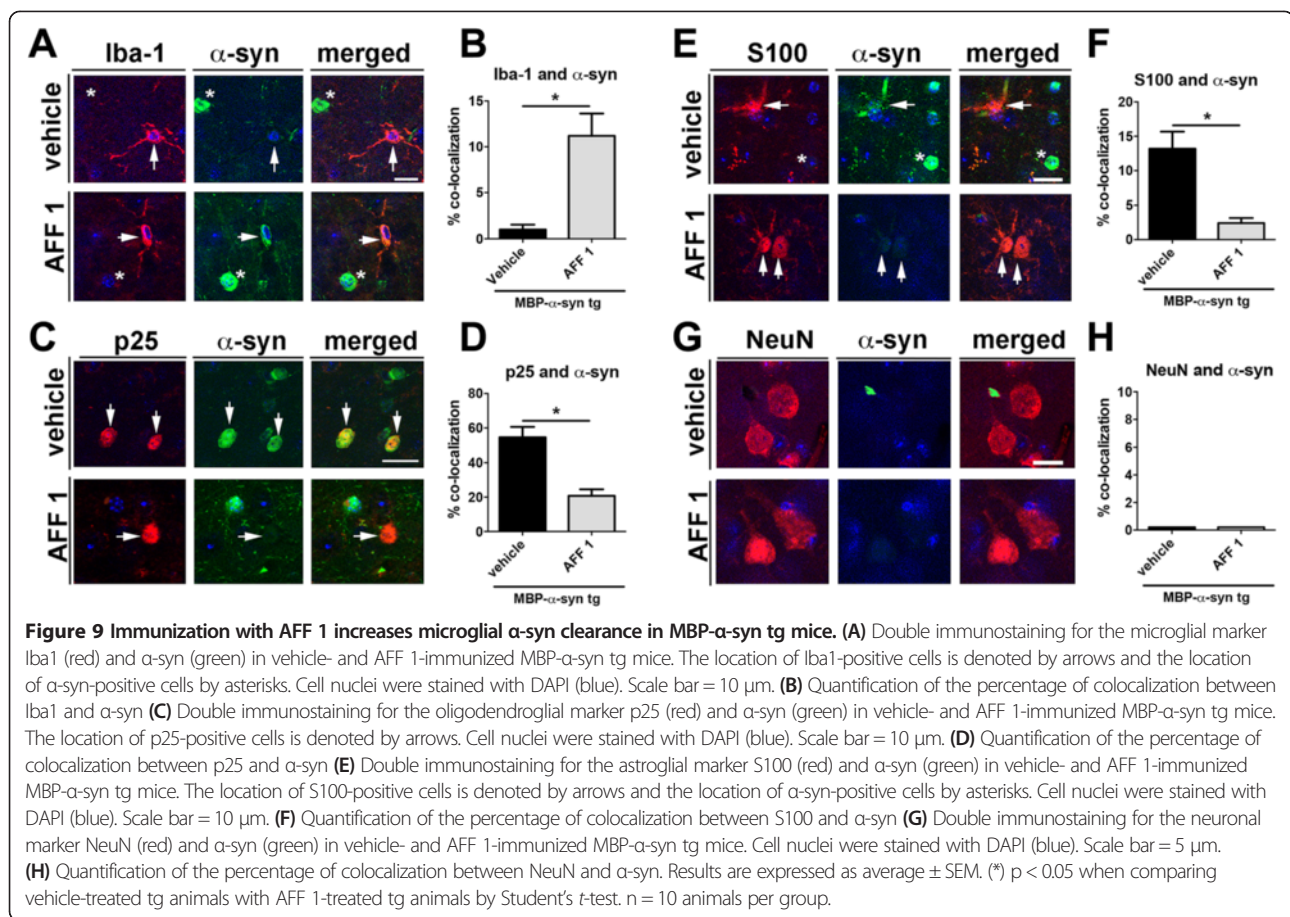 A
Iba-1 α-syn merged
vehicle
AFF 1
B
Iba-1 and α-syn
% co-localization
15
10
5
0
*
Vehicle
AFF 1
MBP-α-syn tg
E
S100 α-syn merged
vehicle
AFF 1
F
S100 and α-syn
% co-localization
20
15
10
5
0
*
Vehicle
AFF 1
MBP-α-syn tg
C
p25 α-syn merged
vehicle
AFF 1
D
p25 and α-syn
% co-localization
60
40
20
0
*
vehicle
AFF 1
MBP-α-syn tg
G
NeuN α-syn merged
vehicle
AFF 1
H
NeuN and α-syn
% co-localization
10
8
6
4
2
0
vehicle
AFF 1
MBP-α-syn tg
Figure 9 Immunization with AFF 1 increases microglial α-syn clearance in MBP-α-syn tg mice. (A) Double immunostaining for the microglial marker
Iba1 (red) and α-syn (green) in vehicle- and AFF 1-immunized MBP-α-syn tg mice. The location of Iba1-positive cells is denoted by arrows and the location
of α-syn-positive cells by asterisks. Cell nuclei were stained with DAPI (blue). Scale bar = 10 μm. (B) Quantification of the percentage of colocalization between
Iba1 and α-syn (C) Double immunostaining for the oligodendroglial marker p25 (red) and α-syn (green) in vehicle- and AFF 1-immunized MBP-α-syn tg mice.
The location of p25-positive cells is denoted by arrows. Cell nuclei were stained with DAPI (blue). Scale bar = 10 μm. (D) Quantification of the percentage of
colocalization between p25 and α-syn (E) Double immunostaining for the astroglial marker S100 (red) and α-syn (green) in vehicle- and AFF 1-immunized
MBP-α-syn tg mice. The location of S100-positive cells is denoted by arrows and the location of α-syn-positive cells by asterisks. Cell nuclei were stained with
DAPI (blue). Scale bar = 10 μm. (F) Quantification of the percentage of colocalization between S100 and α-syn (G) Double immunostaining for the neuronal
marker NeuN (red) and α-syn (green) in vehicle- and AFF 1-immunized MBP-α-syn tg mice. Cell nuclei were stained with DAPI (blue). Scale bar = 5 μm.
(H) Quantification of the percentage of colocalization between NeuN and α-syn. Results are expressed as average ± SEM. (*) p < 0.05 when comparing
vehicle-treated tg animals with AFF 1-treated tg animals by Student's t-test. n = 10 animals per group.